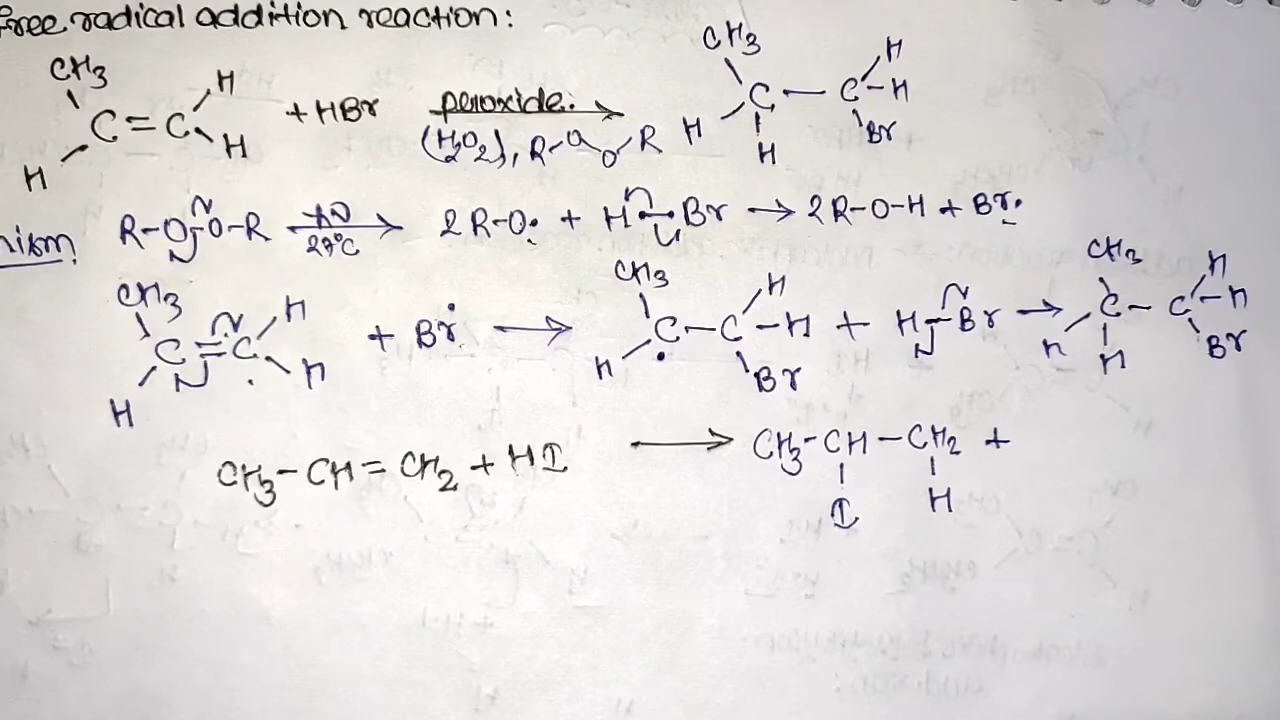 free radical addition reaction:
CH3 H CH3 H
C=C + HBr peroxide. C — C - H
H H (H2O2), R-O O-R H H Br
nism R-O-O-R hν 27°C → 2R-O• + H—Br → 2R-O-H + Br•
CH3 H CH3 H CH3 H
C=C + Br• → C-C-H + H-Br → C-C-H
H H H Br H H Br
CH3-CH=CH2 + HI → CH3-CH-CH2 +
I H